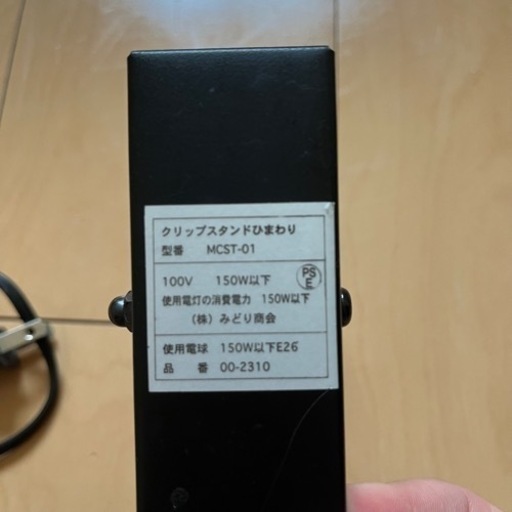 クリップスタンドひまわり
型番 MCST-01
100V 150W以下 PSE
使用電灯の消費電力 150W以下
（株）みどり商会
使用電球 150W以下E26
品番 00-2310